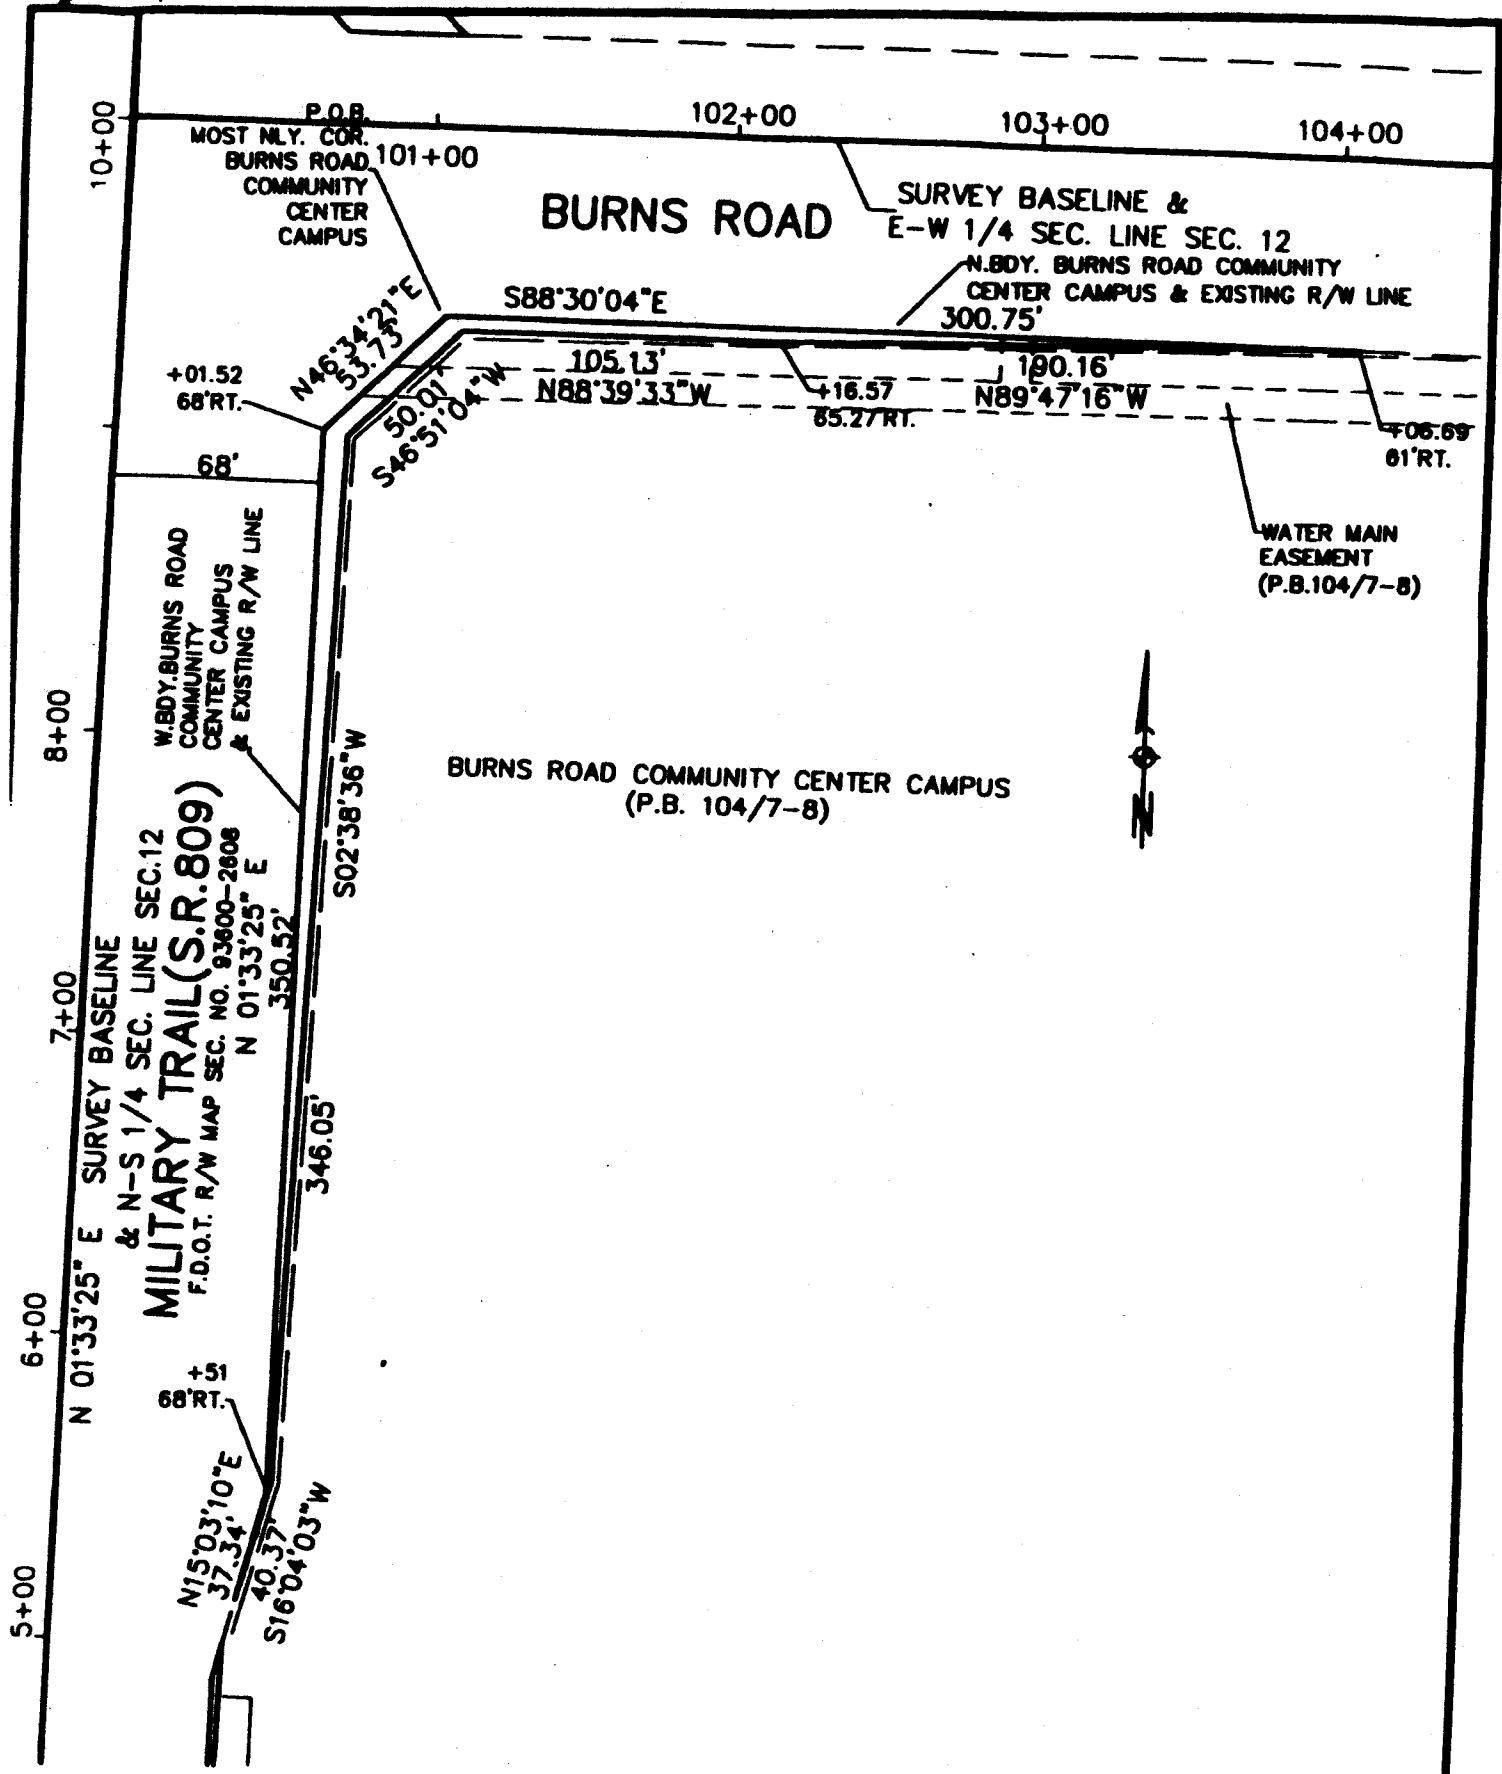 10+00
P.O.B.
MOST NLY. COR.
BURNS ROAD
COMMUNITY
CENTER
CAMPUS
101+00
102+00
103+00
104+00
BURNS ROAD
SURVEY BASELINE &
E-W 1/4 SEC. LINE SEC. 12
N.BDY. BURNS ROAD COMMUNITY
CENTER CAMPUS & EXISTING R/W LINE
S88°30'04"E
300.75'
N46°34'21"E
53.73'
105.13'
N88°39'33"W
190.16'
N89°47'16"W
+01.52
68'RT.
50.01'
S46°51'04"W
+16.57
65.27'RT.
+06.69
61'RT.
68'
WATER MAIN
EASEMENT
(P.B.104/7-8)
W.BDY.BURNS ROAD
COMMUNITY
CENTER CAMPUS
& EXISTING R/W LINE
8+00
S02°38'36"W
BURNS ROAD COMMUNITY CENTER CAMPUS
(P.B. 104/7-8)
N
7+00
N 01°33'25" E SURVEY BASELINE
& N-S 1/4 SEC. LINE SEC.12
MILITARY TRAIL(S.R.809)
F.D.O.T. R/W MAP SEC. NO. 93600-2608
N 01°33'25" E
350.52'
346.05'
6+00
+51
68'RT.
N15°03'10"E
37.34'
40.37'
S16°04'03"W
5+00